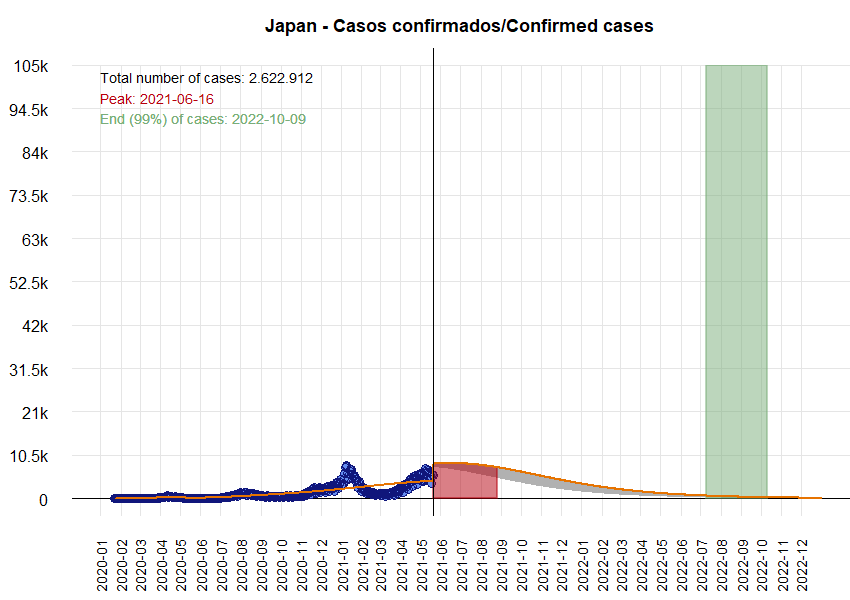 Japan - Casos confirmados/Confirmed cases
Total number of cases: 2.622.912
Peak: 2021-06-16
End (99%) of cases: 2022-10-09
105k
94.5k
84k
73.5k
63k
52.5k
42k
31.5k
21k
10.5k
0
2020-01
2020-02
2020-03
2020-04
2020-05
2020-06
2020-07
2020-08
2020-09
2020-10
2020-11
2020-12
2021-01
2021-02
2021-03
2021-04
2021-05
2021-06
2021-07
2021-08
2021-09
2021-10
2021-11
2021-12
2022-01
2022-02
2022-03
2022-04
2022-05
2022-06
2022-07
2022-08
2022-09
2022-10
2022-11
2022-12